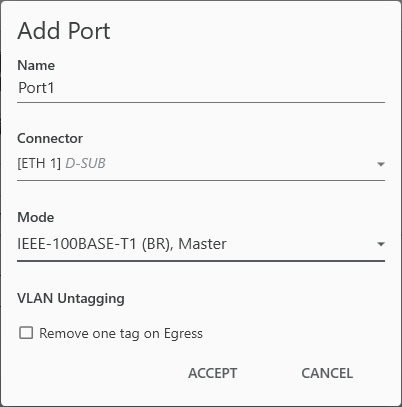 Add Port
Name
Port1
Connector
[ETH 1] D-SUB
Mode
IEEE-100BASE-T1 (BR), Master
VLAN Untagging
Remove one tag on Egress
ACCEPT CANCEL